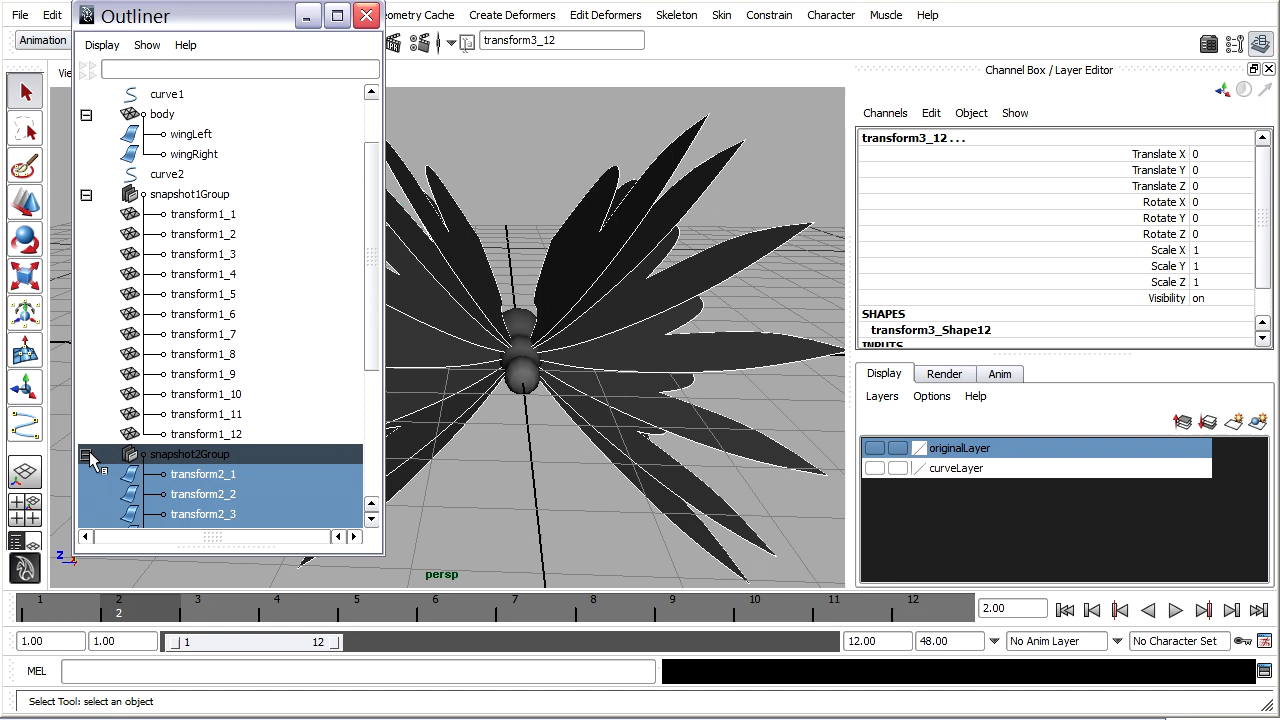 File Edit
Outliner
eometry Cache Create Deformers Edit Deformers Skeleton Skin Constrain Character Muscle Help
Animation
transform3_12
Display Show Help
Channel Box / Layer Editor
Channels Edit Object Show
curve1
body
wingLeft
wingRight
curve2
snapshot1Group
transform1_1
transform1_2
transform1_3
transform1_4
transform1_5
transform1_6
transform1_7
transform1_8
transform1_9
transform1_10
transform1_11
transform1_12
snapshot2Group
transform2_1
transform2_2
transform2_3
transform3_12...
Translate X 0
Translate Y 0
Translate Z 0
Rotate X 0
Rotate Y 0
Rotate Z 0
Scale X 1
Scale Y 1
Scale Z 1
Visibility on
SHAPES
transform3_Shape12
INPUTS
Display Render Anim
Layers Options Help
originalLayer
curveLayer
z
persp
1 2 3 4 5 6 7 8 9 10 11 12
2
2.00
1.00 1.00 1 12 12.00 48.00 No Anim Layer No Character Set
MEL
Select Tool: select an object